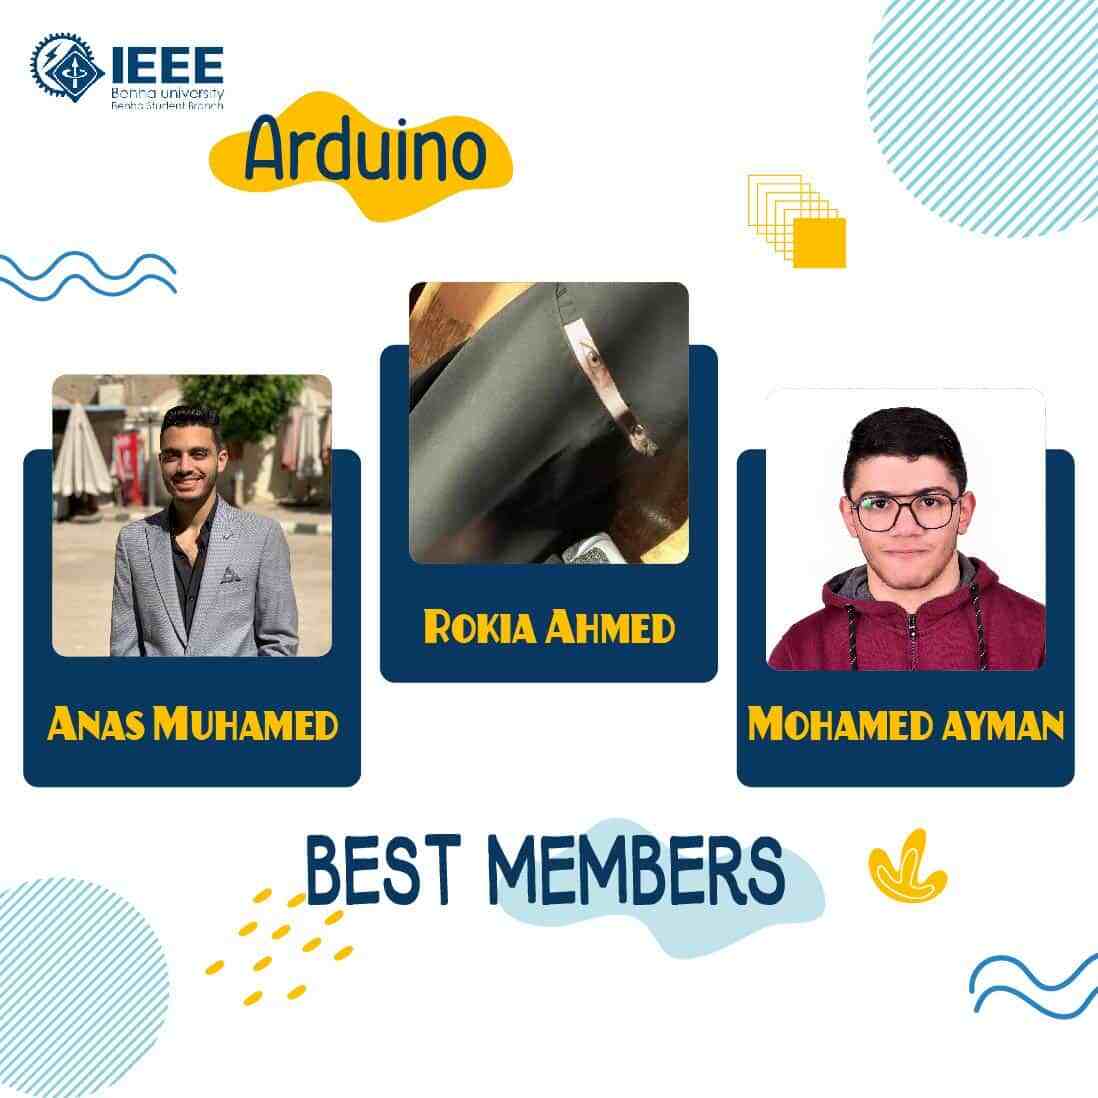 IEEE
Benha university
Benha Student Branch
Arduino
ROKIA AHMED
ANAS MUHAMED
MOHAMED AYMAN
BEST MEMBERS